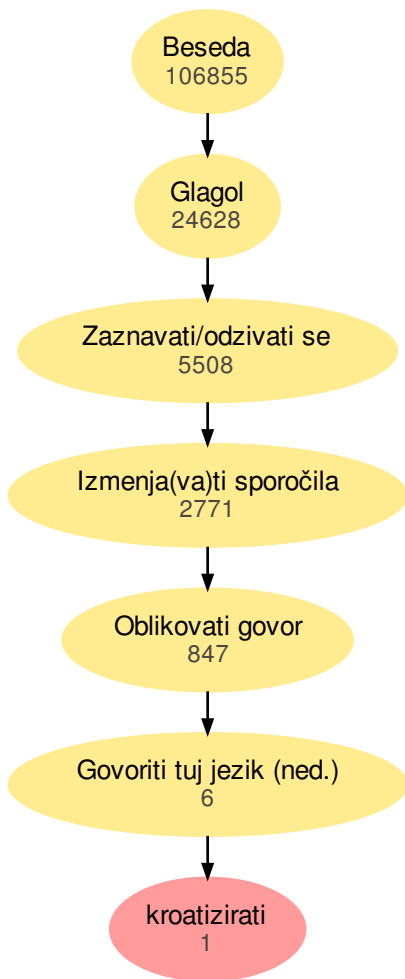 Beseda
106855
Glagol
24628
Zaznavati/odzivati se
5508
Izmenja(va)ti sporočila
2771
Oblikovati govor
847
Govoriti tuj jezik (ned.)
6
kroatizirati
1